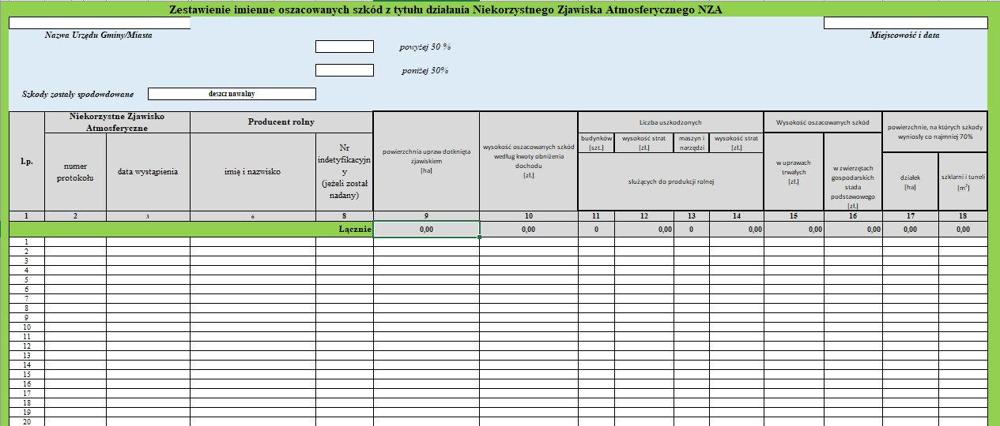 Zestawienie imienne oszacowanych szkód z tytułu działania Niekorzystnego Zjawiska Atmosferycznego NZA
Nazwa Urzędu Gminy/Miasta
Miejscowość i data
powyżej 30 %
poniżej 30%
Szkody zostały spodowdowane
deszcz nawalny
l.p.
Niekorzystne Zjawisko
Atmosferyczne
numer
protokołu
data wystąpienia
Producent rolny
imię i nazwisko
Nr
indetyfikacyjn
y
(jeżeli został
nadany)
powierzchnia upraw dotknięta
zjawiskiem
[ha]
wysokość oszacowanych szkód
według kwoty obniżenia
dochodu
[zł.]
Liczba uszkodzonych
budynków
[szt.]
wysokość strat
[zł.]
maszyn i
narzędzi
wysokość strat
[zł.]
służących do produkcji rolnej
Wysokość oszacowanych szkód
w uprawach
trwałych
[zł.]
w zwierzętach
gospodarskich
stada
podstawowego
[zł.]
powierzchnie, na których szkody
wyniosły co najmniej 70%
działek
[ha]
szklarni i tuneli
[m²]
1 2 3 6 8 9 10 11 12 13 14 15 16 17 18
Łącznie 0,00 0,00 0 0,00 0 0,00 0,00 0,00 0,00 0,00
1
2
3
4
5
6
7
8
9
10
11
12
13
14
15
16
17
18
19
20